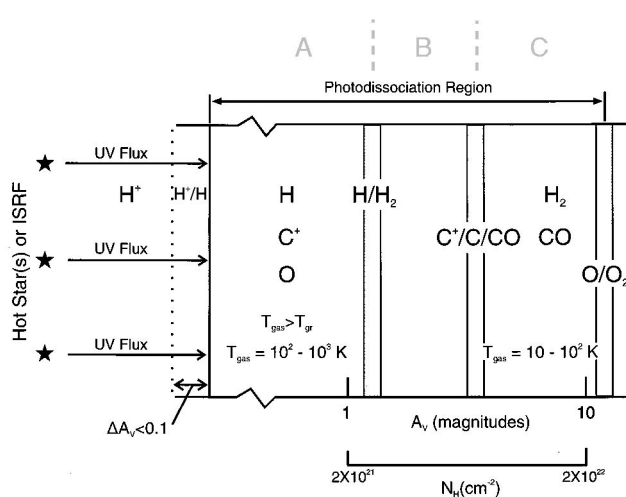 A B C
Photodissociation Region
Hot Star(s) or ISRF
UV Flux
H⁺ H⁺/H H H/H₂ H₂
C⁺ C⁺/C/CO CO
UV Flux
O O/O₂
T_gas>T_gr
UV Flux T_gas = 10² - 10³ K T_gas = 10 - 10² K
ΔA_V<0.1
1 A_V (magnitudes) 10
2X10²¹ N_H(cm⁻²) 2X10²²